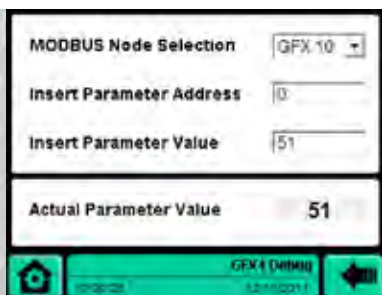 MODBUS Node Selection GFX 10
Insert Parameter Address 0
Insert Parameter Value 51
Actual Parameter Value 51
GFX4 Debug